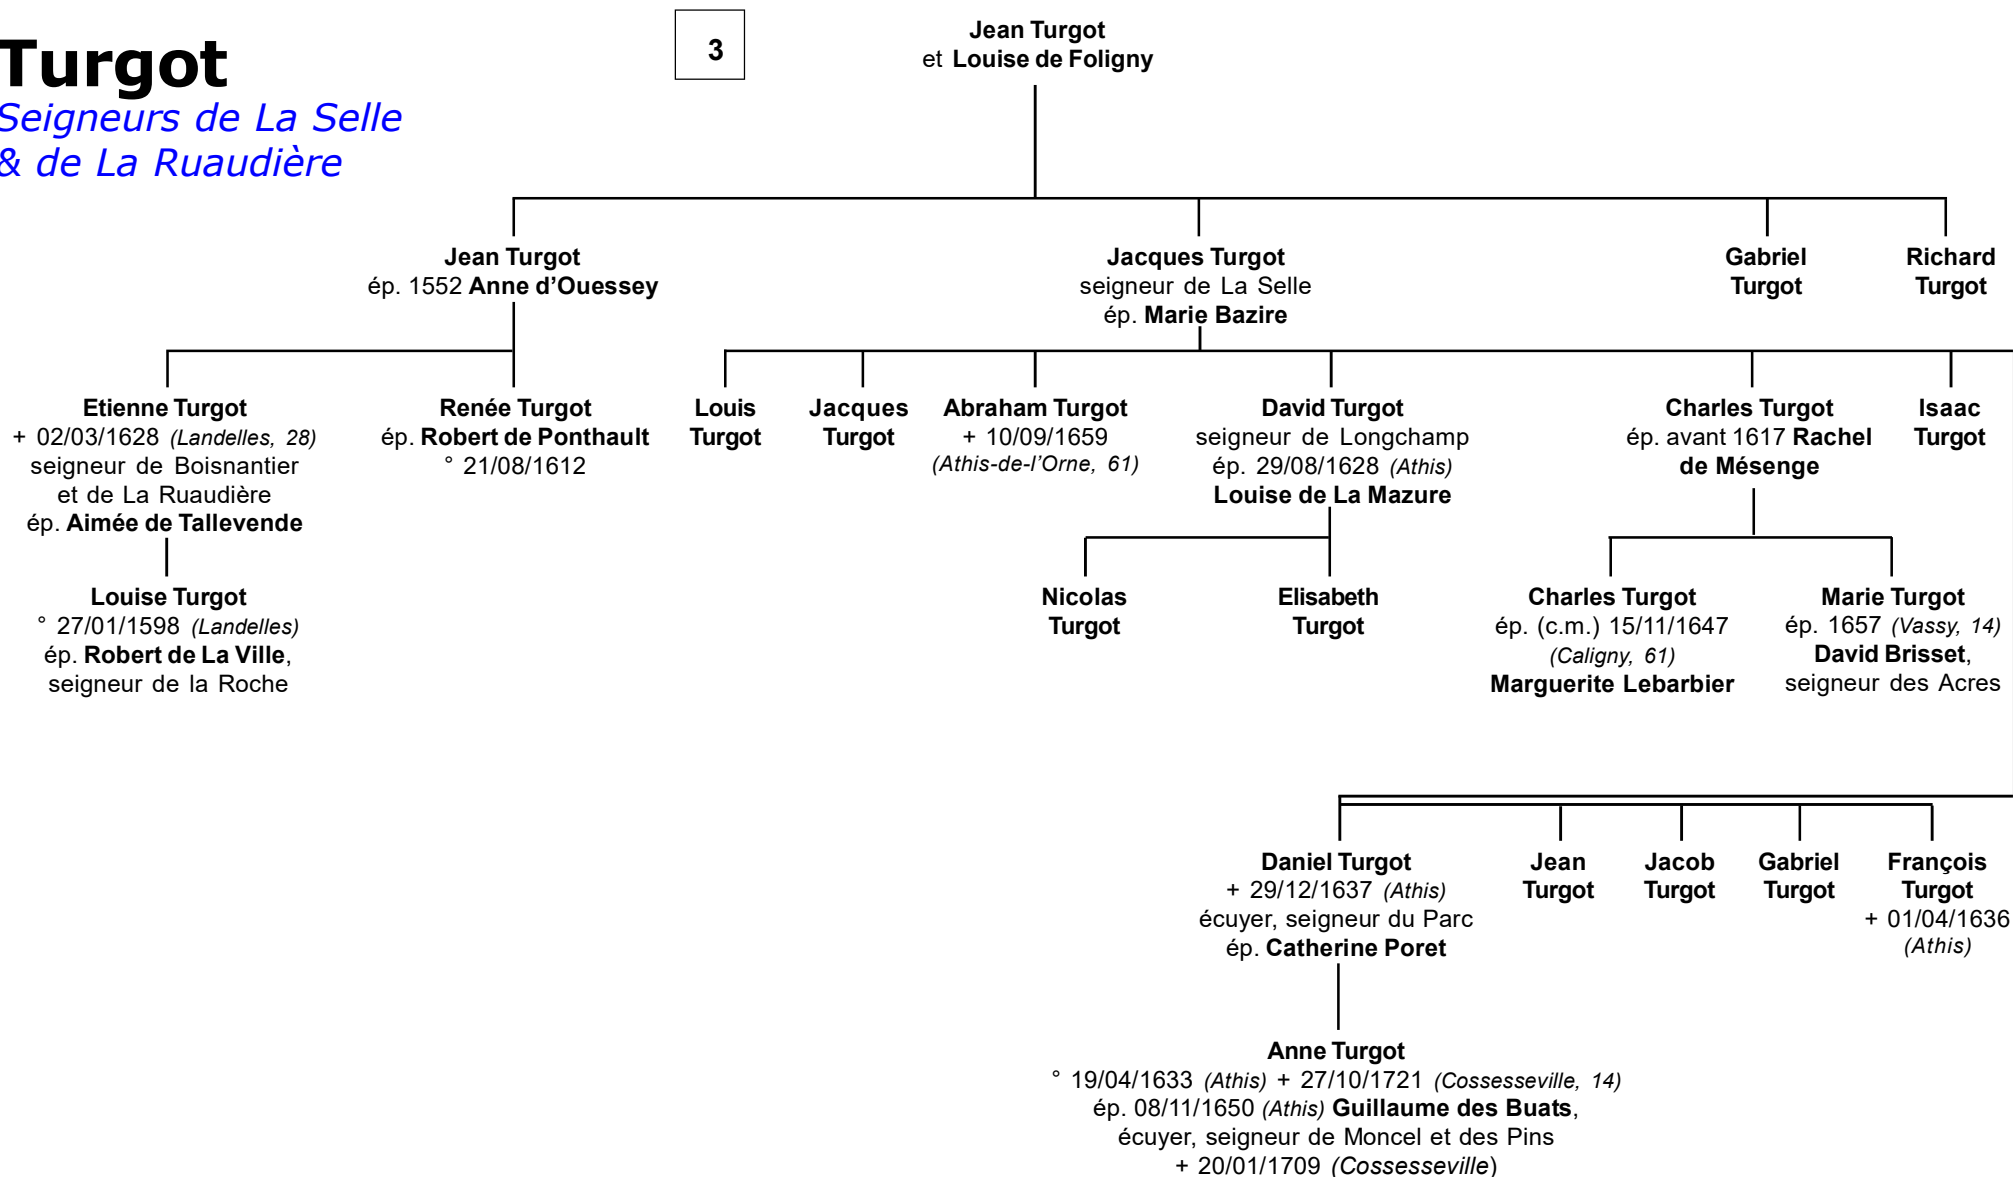 Turgot
Seigneurs de La Selle
& de La Ruaudière
3
Jean Turgot
et Louise de Foligny
Jean Turgot
ép. 1552 Anne d’Ouessey
Jacques Turgot
seigneur de La Selle
ép. Marie Bazire
Gabriel
Turgot
Richard
Turgot
Etienne Turgot
+ 02/03/1628 (Landelles, 28)
seigneur de Boisnantier
et de La Ruaudière
ép. Aimée de Tallevende
Renée Turgot
ép. Robert de Ponthault
° 21/08/1612
Louis
Turgot
Jacques
Turgot
Abraham Turgot
+ 10/09/1659
(Athis-de-l’Orne, 61)
David Turgot
seigneur de Longchamp
ép. 29/08/1628 (Athis)
Louise de La Mazure
Charles Turgot
ép. avant 1617 Rachel
de Mésenge
Isaac
Turgot
Louise Turgot
° 27/01/1598 (Landelles)
ép. Robert de La Ville,
seigneur de la Roche
Nicolas
Turgot
Elisabeth
Turgot
Charles Turgot
ép. (c.m.) 15/11/1647
(Caligny, 61)
Marguerite Lebarbier
Marie Turgot
ép. 1657 (Vassy, 14)
David Brisset,
seigneur des Acres
Daniel Turgot
+ 29/12/1637 (Athis)
écuyer, seigneur du Parc
ép. Catherine Poret
Jean
Turgot
Jacob
Turgot
Gabriel
Turgot
François
Turgot
+ 01/04/1636
(Athis)
Anne Turgot
° 19/04/1633 (Athis) + 27/10/1721 (Cossesseville, 14)
ép. 08/11/1650 (Athis) Guillaume des Buats,
écuyer, seigneur de Moncel et des Pins
+ 20/01/1709 (Cossesseville)